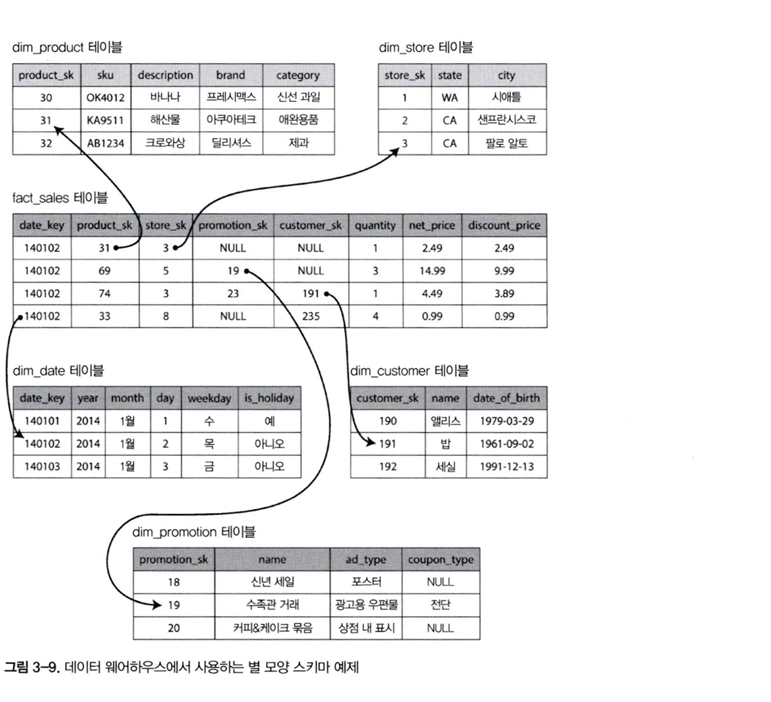 dim_product 테이블
product_sk sku description brand category
30 OK4012 바나나 프레시맥스 신선 과일
31 KA9511 해산물 아쿠아테크 애완용품
32 AB1234 크로와상 딜리셔스 제과
dim_store 테이블
store_sk state city
1 WA 시애틀
2 CA 샌프란시스코
3 CA 팔로 알토
fact_sales 테이블
date_key product_sk store_sk promotion_sk customer_sk quantity net_price discount_price
140102 31 3 NULL NULL 1 2.49 2.49
140102 69 5 19 NULL 3 14.99 9.99
140102 74 3 23 191 1 4.49 3.89
140102 33 8 NULL 235 4 0.99 0.99
dim_date 테이블
date_key year month day weekday is_holiday
140101 2014 1월 1 수 예
140102 2014 1월 2 목 아니오
140103 2014 1월 3 금 아니오
dim_customer 테이블
customer_sk name date_of_birth
190 앨리스 1979-03-29
191 밥 1961-09-02
192 세실 1991-12-13
dim_promotion 테이블
promotion_sk name ad_type coupon_type
18 신년 세일 포스터 NULL
19 수족관 거래 광고용 우편물 전단
20 커피&케이크 묶음 상점 내 표시 NULL
그림 3-9. 데이터 웨어하우스에서 사용하는 별 모양 스키마 예제